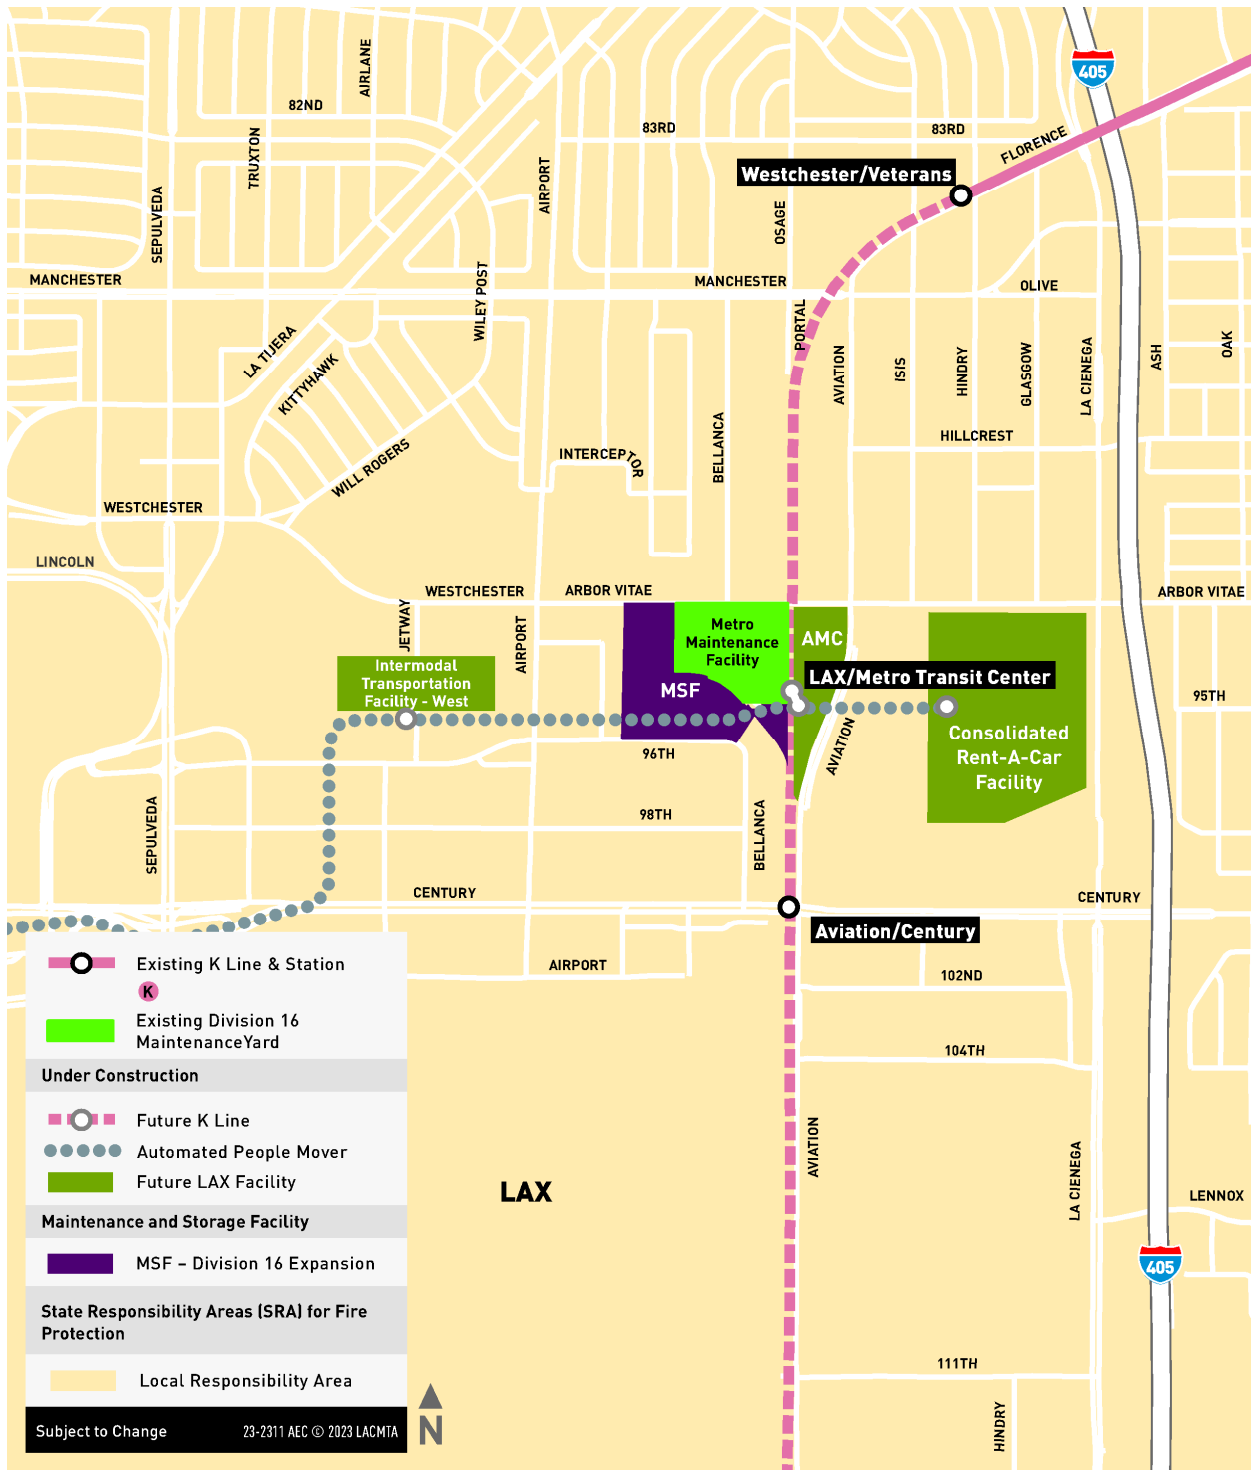 405
AIRLANE
82ND
83RD
83RD
FLORENCE
TRUXTON
AIRPORT
Westchester/Veterans
SEPULVEDA
OSAGE
MANCHESTER
WILEY POST
MANCHESTER
OLIVE
PORTAL
LA TIJERA
KITTYHAWK
AVIATION
ISIS
HINDRY
GLASGOW
LA CIENEGA
ASH
OAK
BELLANCA
HILLCREST
INTERCEPTOR
WILL ROGERS
WESTCHESTER
LINCOLN
WESTCHESTER
ARBOR VITAE
ARBOR VITAE
JETWAY
AIRPORT
Metro
Maintenance
Facility
AMC
Intermodal
Transportation
Facility - West
MSF
LAX/Metro Transit Center
95TH
96TH
AVIATION
Consolidated
Rent-A-Car
Facility
98TH
SEPULVEDA
BELLANCA
CENTURY
CENTURY
Aviation/Century
AIRPORT
102ND
104TH
AVIATION
LA CIENEGA
LAX
LENNOX
405
111TH
HINDRY
Existing K Line & Station
K
Existing Division 16
MaintenanceYard
Under Construction
Future K Line
Automated People Mover
Future LAX Facility
Maintenance and Storage Facility
MSF – Division 16 Expansion
State Responsibility Areas (SRA) for Fire
Protection
Local Responsibility Area
Subject to Change
23-2311 AEC © 2023 LACMTA
N